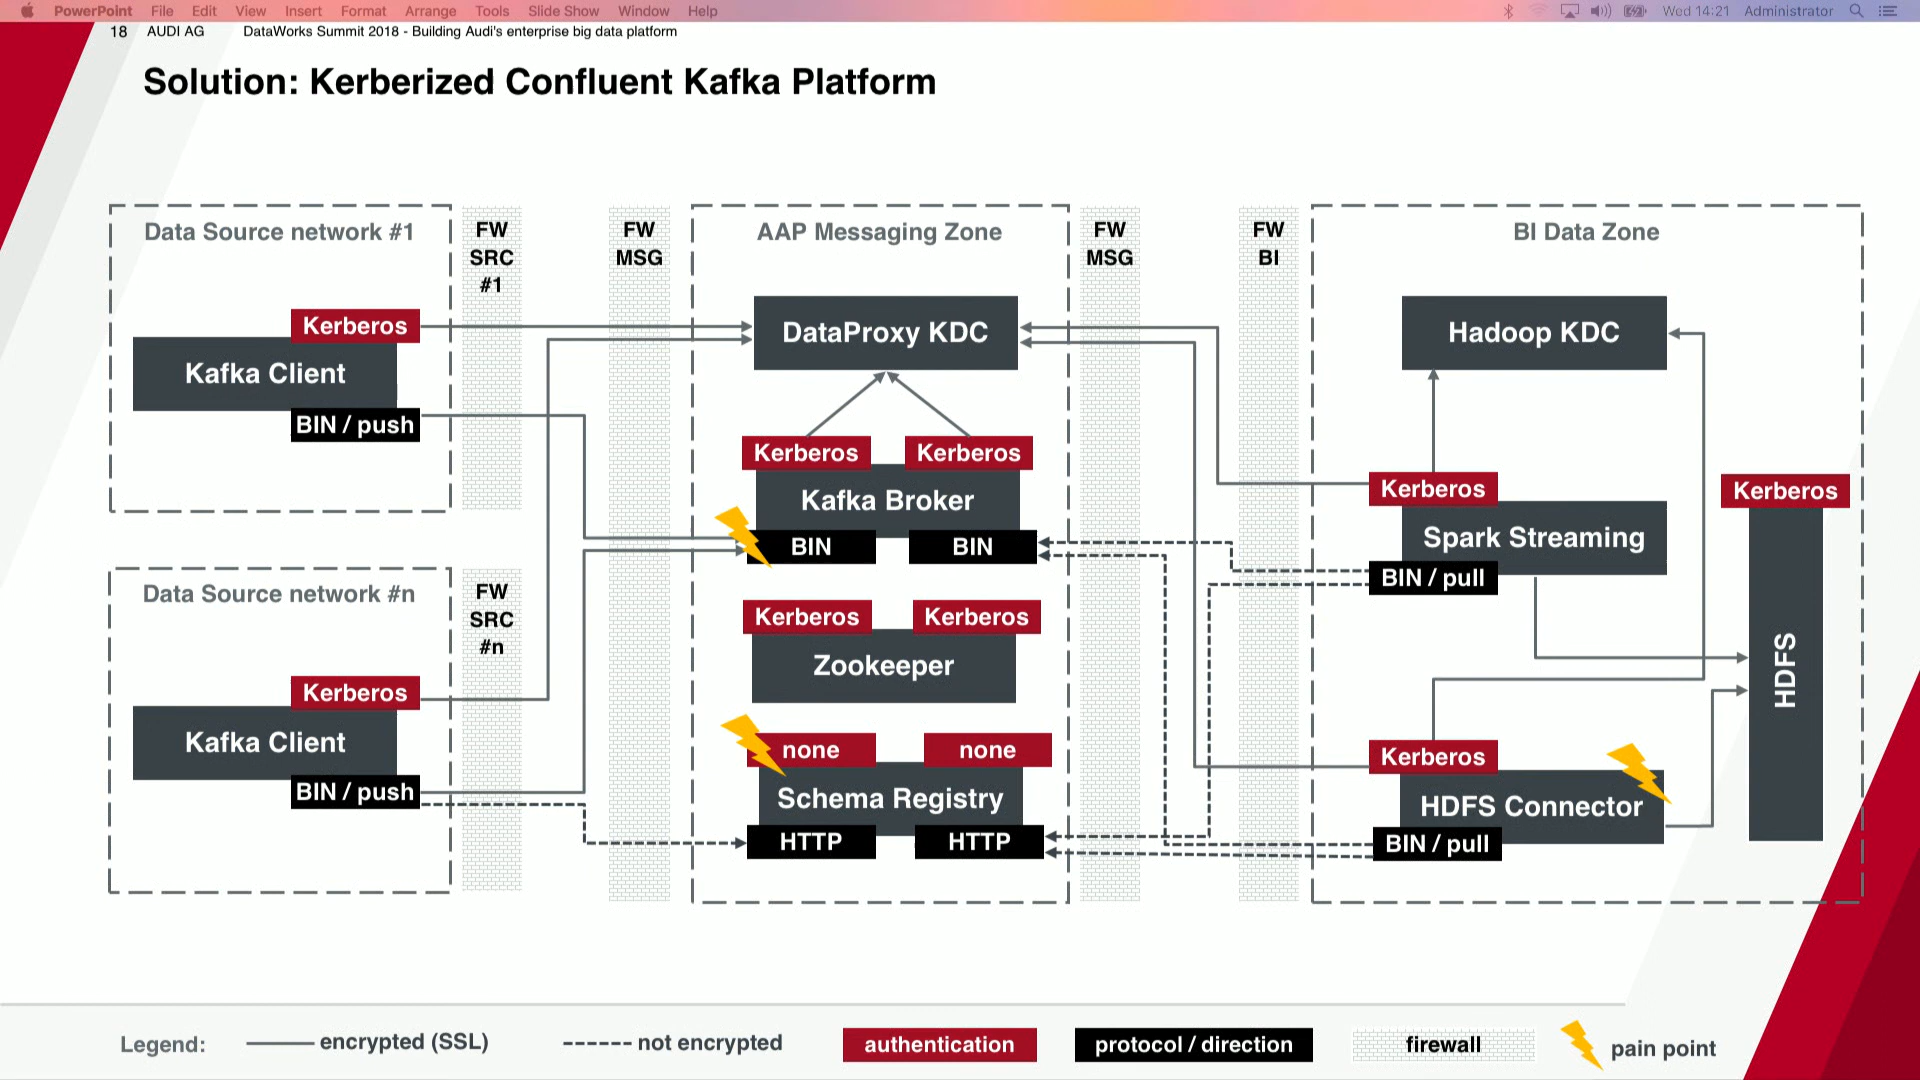 PowerPoint File Edit View Insert Format Arrange Tools Slide Show Window Help Wed 14:21 Administrator
18 AUDI AG DataWorks Summit 2018 - Building Audi's enterprise big data platform
Solution: Kerberized Confluent Kafka Platform
Data Source network #1
Kerberos
Kafka Client
BIN / push
FW
SRC
#1
Data Source network #n
Kerberos
Kafka Client
BIN / push
FW
SRC
#n
FW
MSG
AAP Messaging Zone
DataProxy KDC
Kerberos Kerberos
Kafka Broker
BIN BIN
Kerberos Kerberos
Zookeeper
none none
Schema Registry
HTTP HTTP
FW
MSG
FW
BI
BI Data Zone
Hadoop KDC
Kerberos
Spark Streaming
BIN / pull
Kerberos
HDFS Connector
BIN / pull
Kerberos
HDFS
Legend: encrypted (SSL) not encrypted authentication protocol / direction firewall pain point